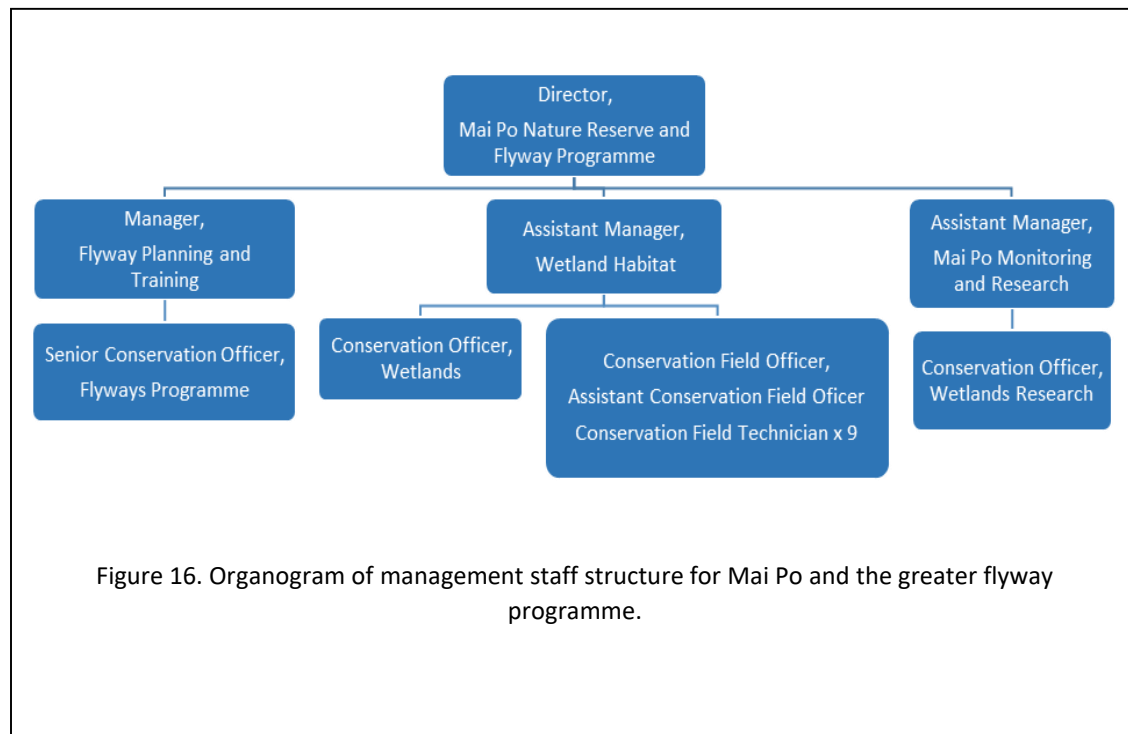 Director,
Mai Po Nature Reserve and
Flyway Programme
Manager,
Flyway Planning and
Training
Assistant Manager,
Wetland Habitat
Assistant Manager,
Mai Po Monitoring
and Research
Senior Conservation Officer,
Flyways Programme
Conservation Officer,
Wetlands
Conservation Field Officer,
Assistant Conservation Field Oficer
Conservation Field Technician x 9
Conservation Officer,
Wetlands Research
Figure 16. Organogram of management staff structure for Mai Po and the greater flyway
programme.